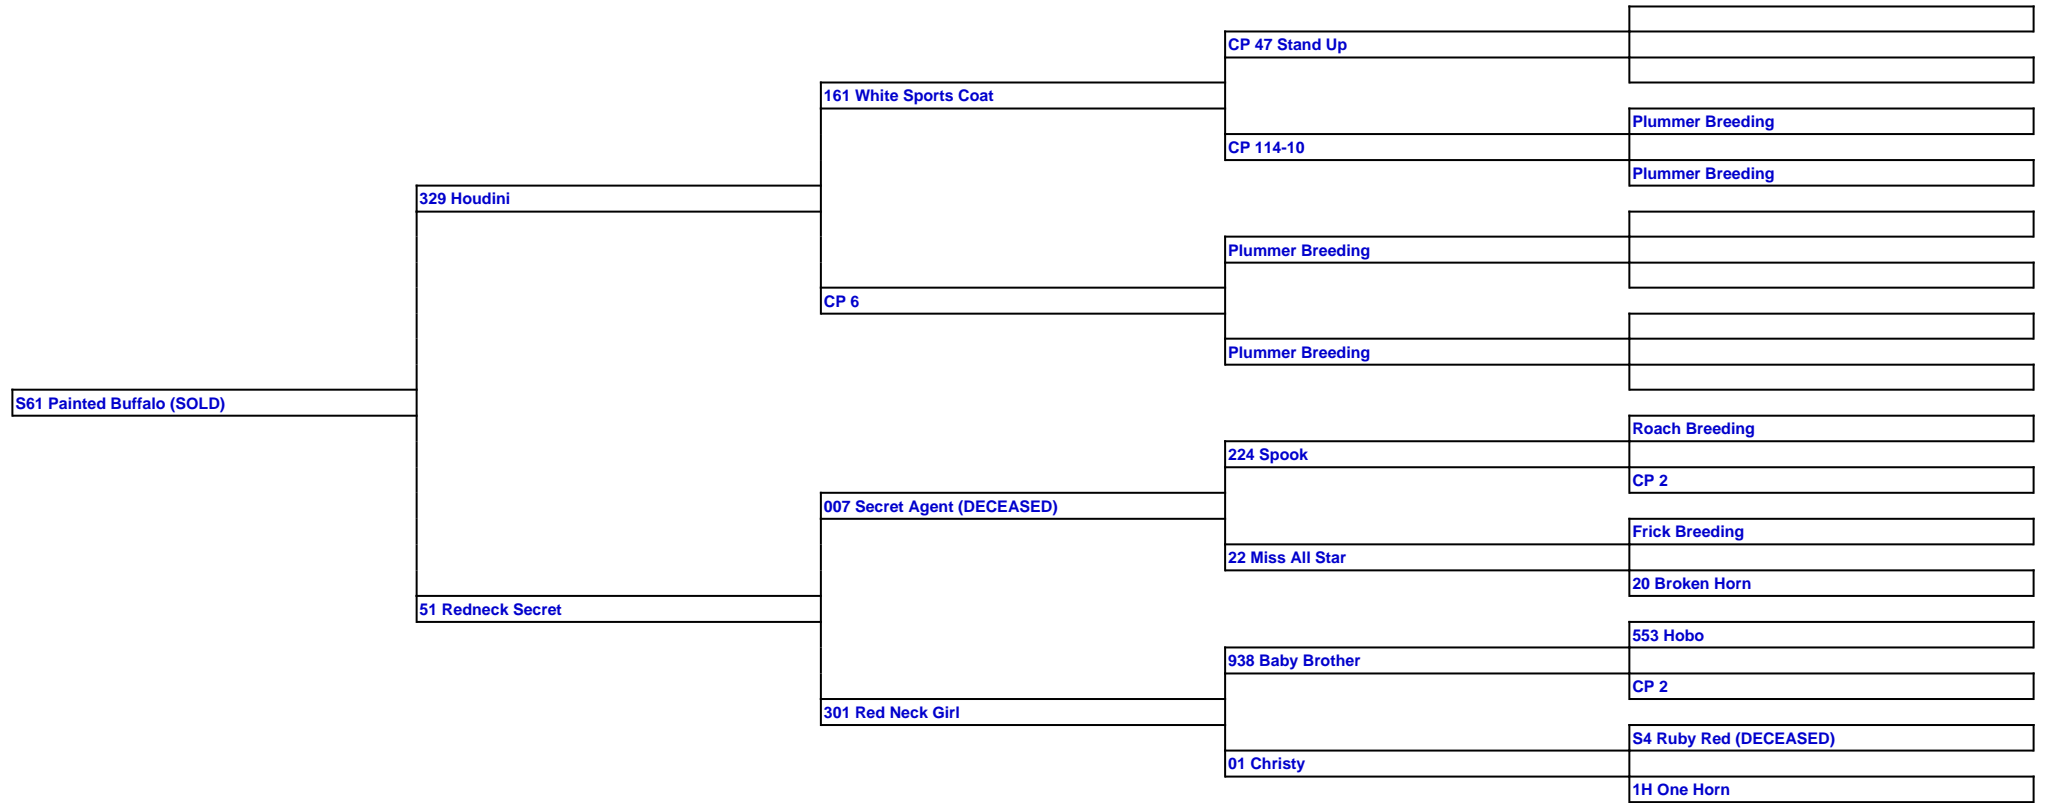 CP 47 Stand Up
161 White Sports Coat
Plummer Breeding
CP 114-10
Plummer Breeding
329 Houdini
Plummer Breeding
CP 6
Plummer Breeding
S61 Painted Buffalo (SOLD)
Roach Breeding
224 Spook
CP 2
007 Secret Agent (DECEASED)
Frick Breeding
22 Miss All Star
20 Broken Horn
51 Redneck Secret
553 Hobo
938 Baby Brother
CP 2
301 Red Neck Girl
S4 Ruby Red (DECEASED)
01 Christy
1H One Horn